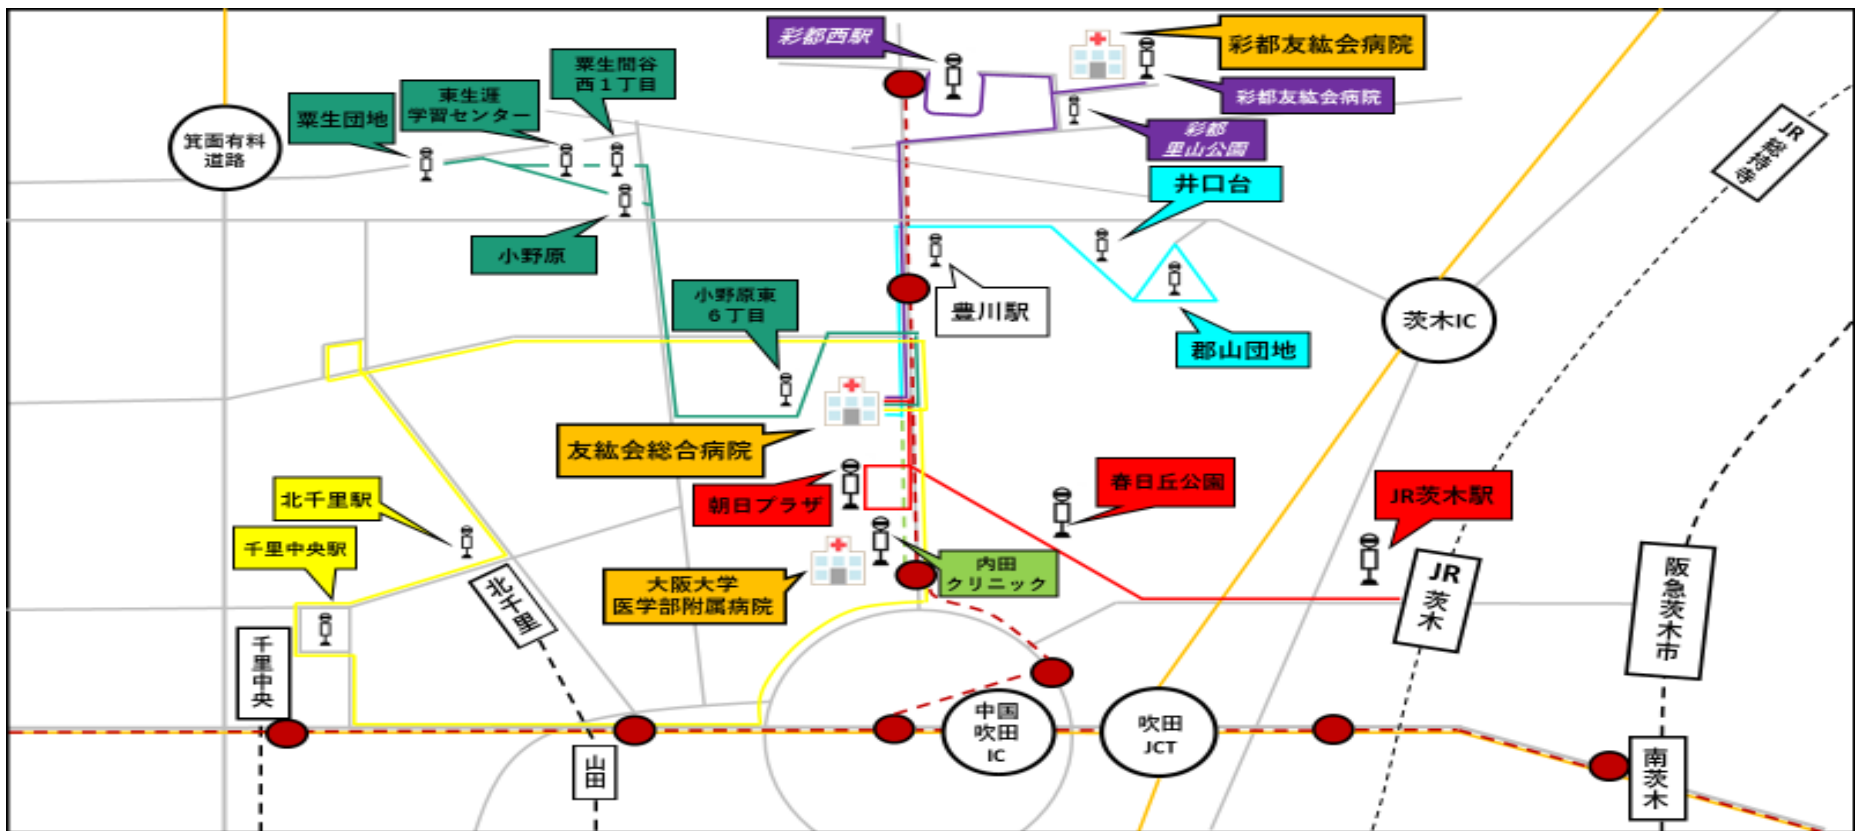 彩都西駅
彩都友紘会病院
彩都友紘会病院
彩都
里山公園
粟生間谷
西１丁目
東生涯
学習センター
粟生団地
箕面有料
道路
JR
総持寺
井口台
小野原
豊川駅
小野原東
６丁目
郡山団地
茨木IC
友紘会総合病院
朝日プラザ
春日丘公園
JR茨木駅
北千里駅
千里中央駅
内田
クリニック
大阪大学
医学部附属病院
北千里
JR
茨木
阪急茨木市
千里中央
中国
吹田
IC
吹田
JCT
山田
南茨木